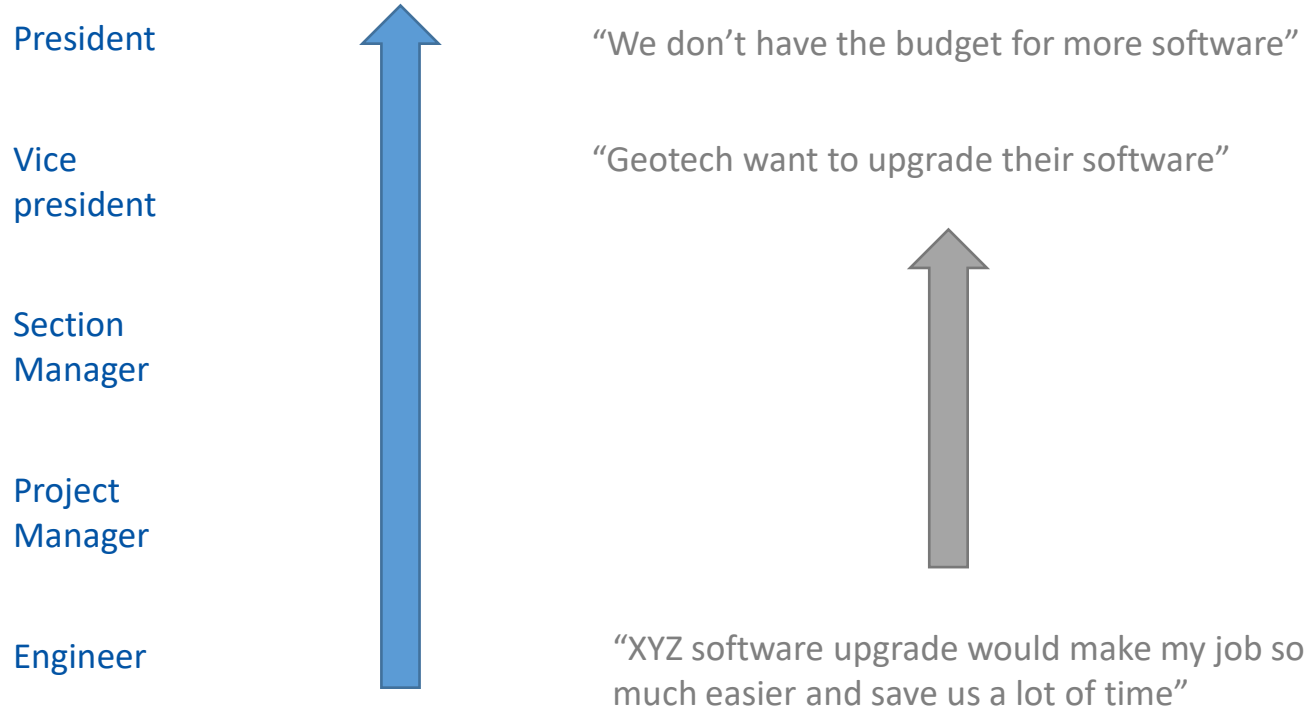 President
“We don’t have the budget for more software”
Vice
president
“Geotech want to upgrade their software”
Section
Manager
Project
Manager
Engineer
“XYZ software upgrade would make my job so
much easier and save us a lot of time”